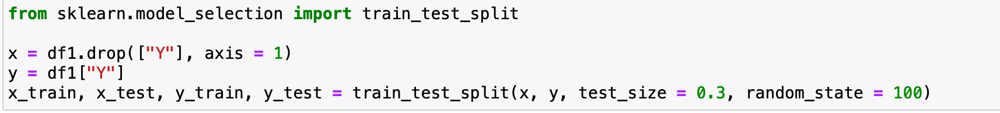 from sklearn.model_selection import train_test_split
x = df1.drop(["Y"], axis = 1)
y = df1["Y"]
x_train, x_test, y_train, y_test = train_test_split(x, y, test_size = 0.3, random_state = 100)